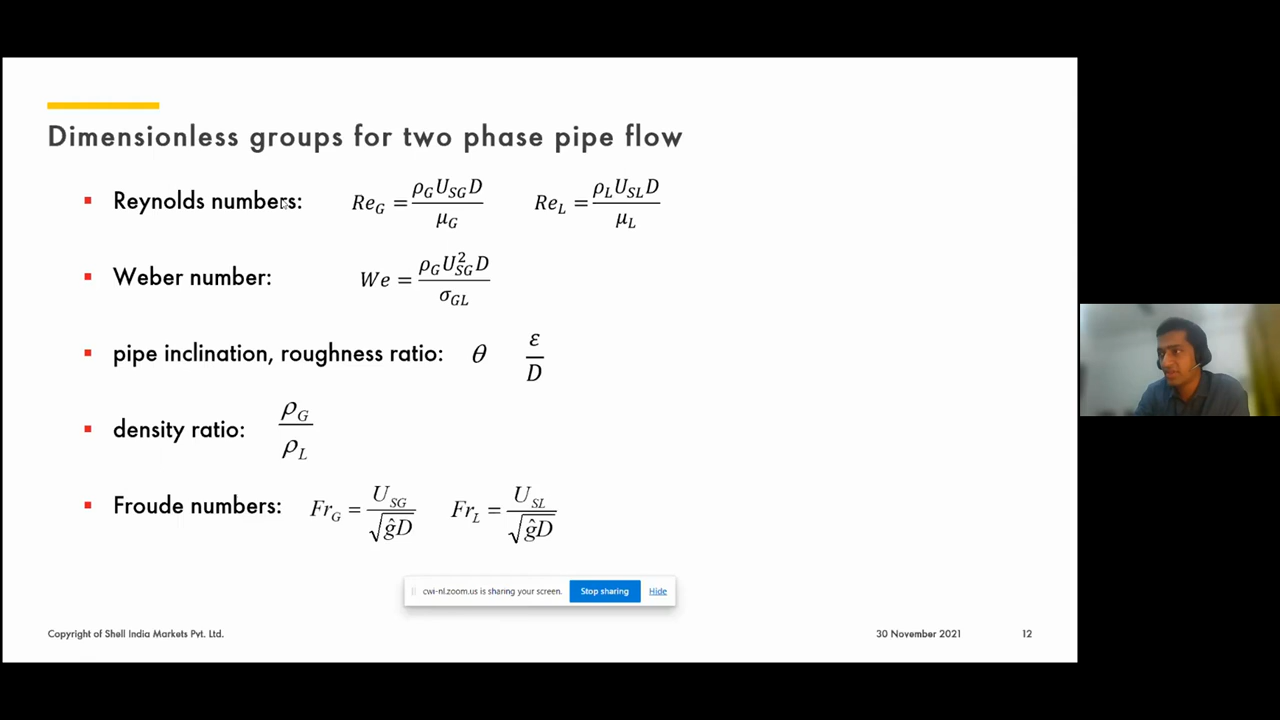 Dimensionless groups for two phase pipe flow
▪ Reynolds numbers: Re_G = ρ_G U_SG D / μ_G    Re_L = ρ_L U_SL D / μ_L
▪ Weber number: We = ρ_G U_SG^2 D / σ_GL
▪ pipe inclination, roughness ratio: θ    ε / D
▪ density ratio: ρ_G / ρ_L
▪ Froude numbers: Fr_G = U_SG / √(ĝD)    Fr_L = U_SL / √(ĝD)
cwi-nl.zoom.us is sharing your screen. Stop sharing Hide
Copyright of Shell India Markets Pvt. Ltd. 30 November 2021 12